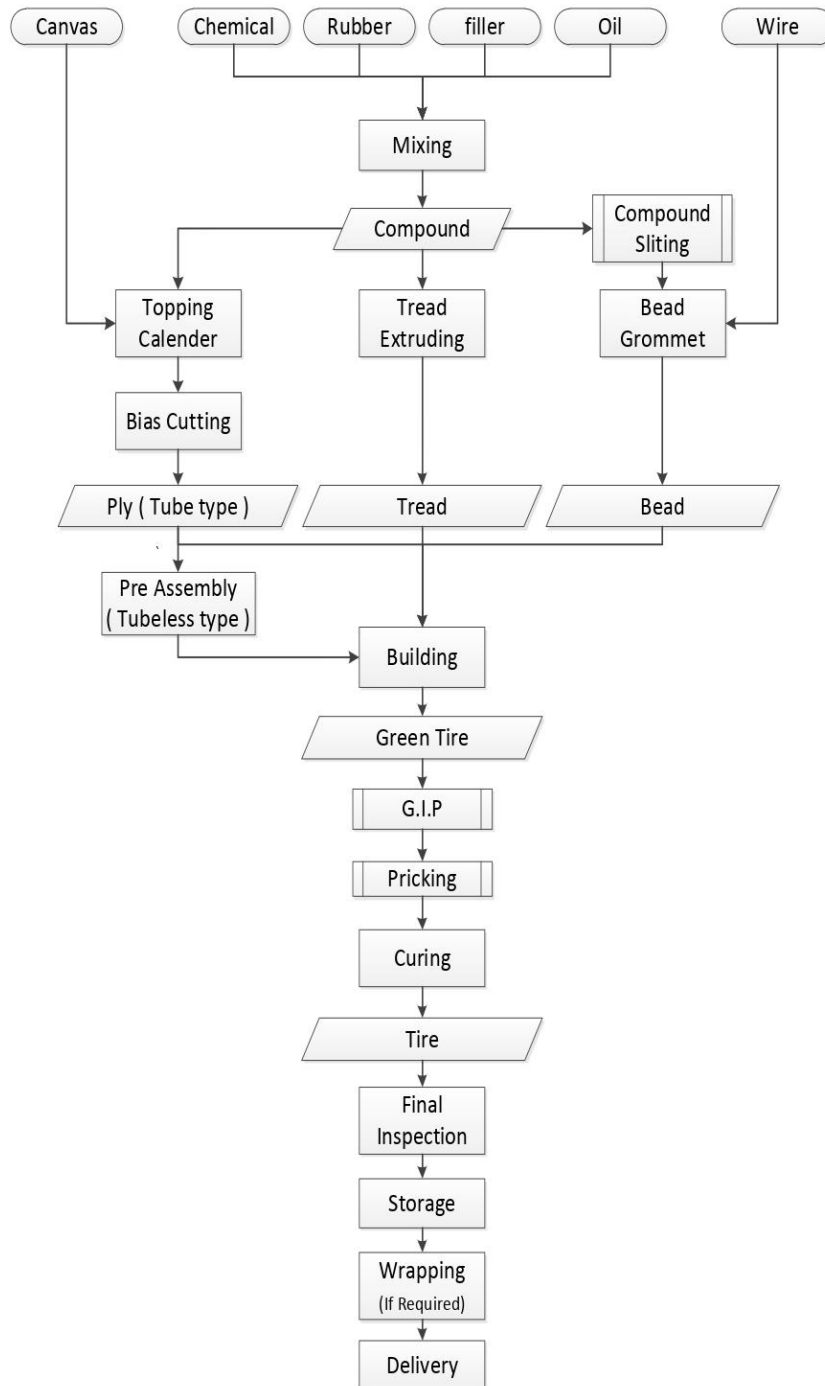 Canvas
Chemical
Rubber
filler
Oil
Wire
Mixing
Compound
Compound
Sliting
Topping
Calender
Tread
Extruding
Bead
Grommet
Bias Cutting
Ply ( Tube type )
Tread
Bead
Pre Assembly
( Tubeless type )
Building
Green Tire
G.I.P
Pricking
Curing
Tire
Final
Inspection
Storage
Wrapping
(If Required)
Delivery